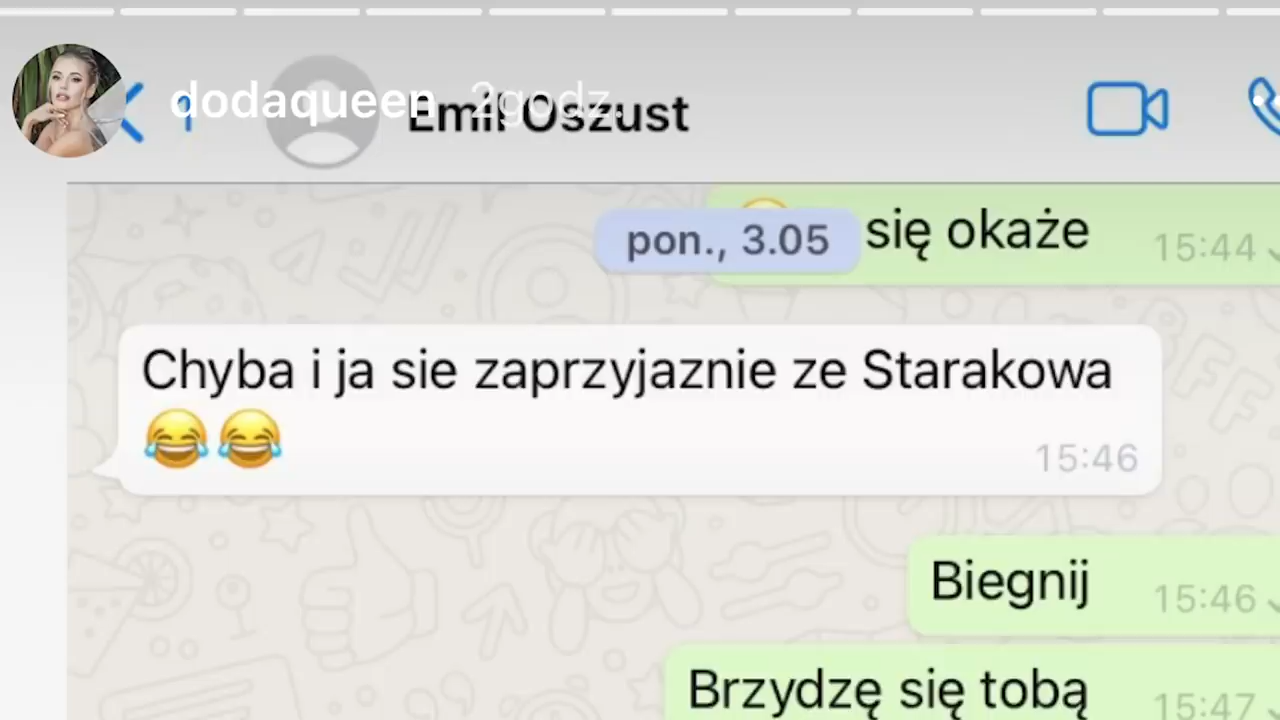 dodaqueen 2godz.
1 Emil Oszust
się okaże 15:44
pon., 3.05
Chyba i ja sie zaprzyjaznie ze Starakowa
😂😂
15:46
Biegnij 15:46
Brzydzę się tobą 15:47